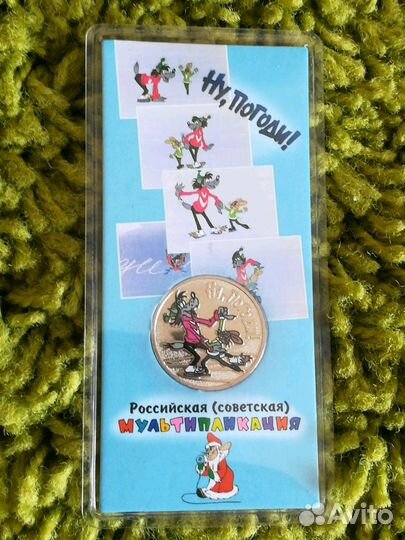 Ну, погоди!
Российская (советская)
МУЛЬТИПЛИКАЦИЯ
Avito